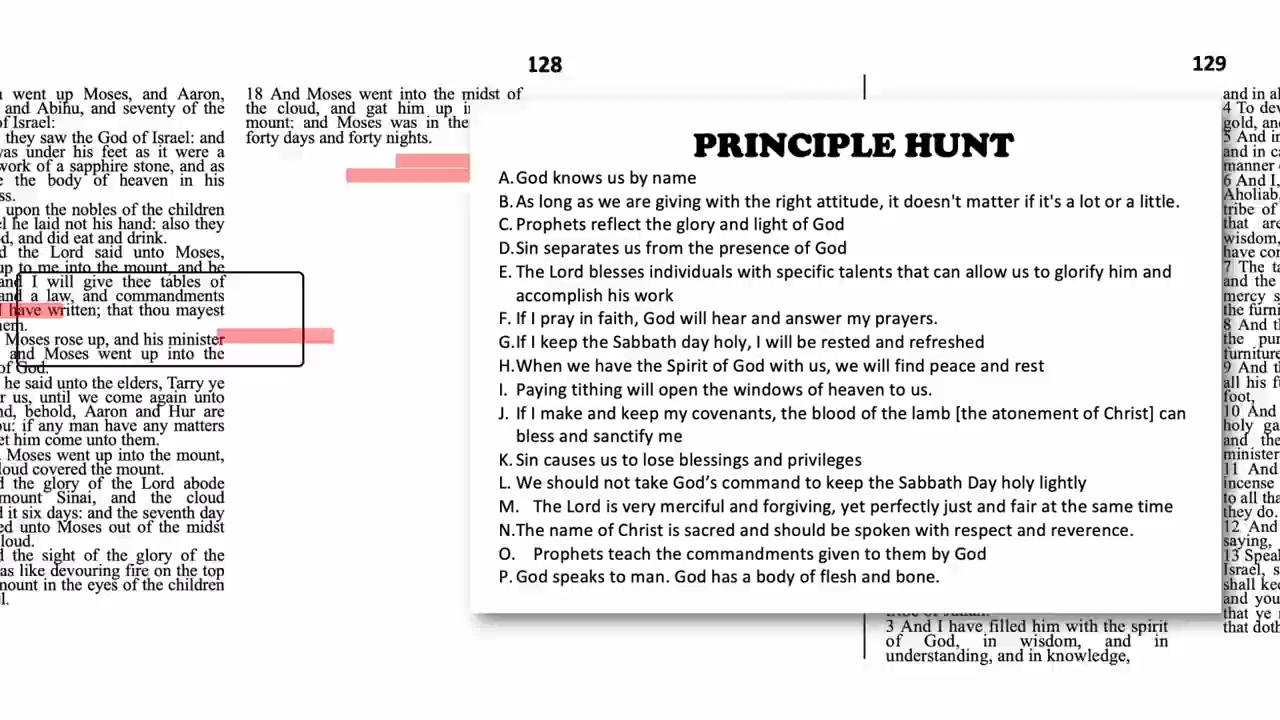 128
129
went up Moses, and Aaron,
and Abihu, and seventy of the
of Israel:
they saw the God of Israel: and
was under his feet as it were a
work of a sapphire stone, and as
the body of heaven in his
upon the nobles of the children
he laid not his hand: also they
and did eat and drink.
the Lord said unto Moses,
up to me into the mount, and be
and I will give thee tables of
and a law, and commandments
I have written; that thou mayest
Moses rose up, and his minister
and Moses went up into the
of God.
he said unto the elders, Tarry ye
for us, until we come again unto
behold, Aaron and Hur are
if any man have any matters
let him come unto them.
Moses went up into the mount,
cloud covered the mount.
the glory of the Lord abode
mount Sinai, and the cloud
it six days: and the seventh day
unto Moses out of the midst
cloud.
the sight of the glory of the
was like devouring fire on the top
mount in the eyes of the children
18 And Moses went into the midst of
the cloud, and gat him up
mount: and Moses was in the
forty days and forty nights.
PRINCIPLE HUNT
A.God knows us by name
B.As long as we are giving with the right attitude, it doesn't matter if it's a lot or a little.
C.Prophets reflect the glory and light of God
D.Sin separates us from the presence of God
E. The Lord blesses individuals with specific talents that can allow us to glorify him and
accomplish his work
F. If I pray in faith, God will hear and answer my prayers.
G.If I keep the Sabbath day holy, I will be rested and refreshed
H.When we have the Spirit of God with us, we will find peace and rest
I. Paying tithing will open the windows of heaven to us.
J. If I make and keep my covenants, the blood of the lamb [the atonement of Christ] can
bless and sanctify me
K. Sin causes us to lose blessings and privileges
L. We should not take God’s command to keep the Sabbath Day holy lightly
M. The Lord is very merciful and forgiving, yet perfectly just and fair at the same time
N.The name of Christ is sacred and should be spoken with respect and reverence.
O. Prophets teach the commandments given to them by God
P. God speaks to man. God has a body of flesh and bone.
3 And I have filled him with the spirit
of God, in wisdom, and in
understanding, and in knowledge,
and in
4 To
gold,
5 And
and in
manner
6 And I,
Aholiab,
tribe of
that are
wisdom,
have
7 The
and the
mercy
the
8 And
the
furniture
9 And
all his
foot,
10 And
holy
and the
11 And
incense
to all
they do.
12 And
saying,
13
Israel,
shall
and you
that ye
that